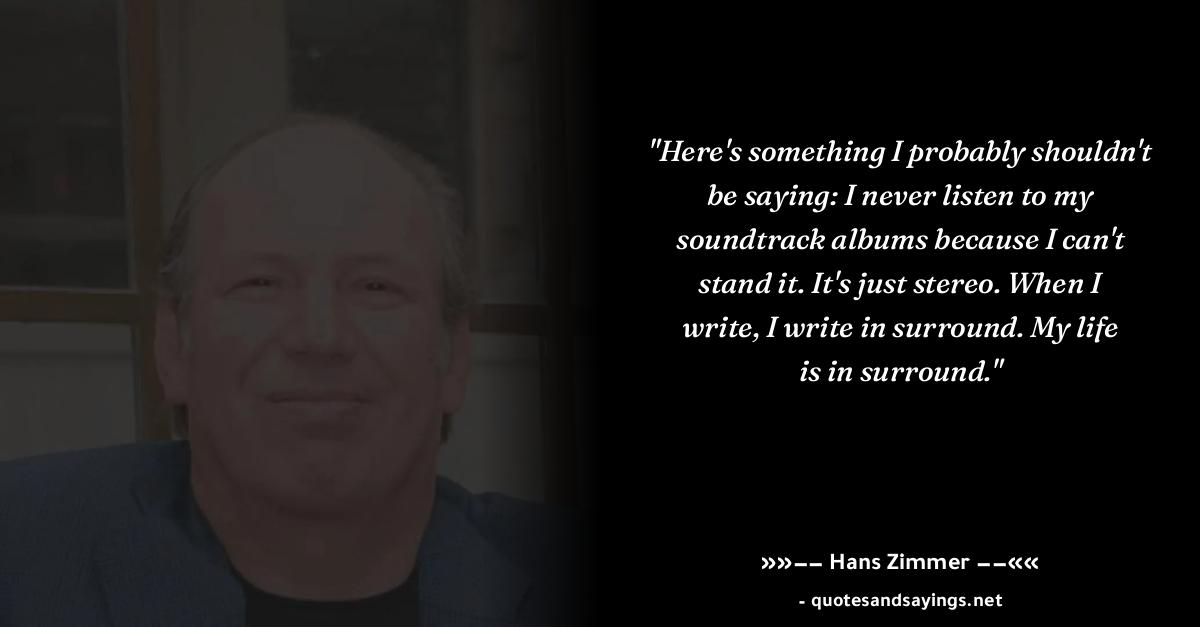 "Here's something I probably shouldn't
be saying: I never listen to my
soundtrack albums because I can't
stand it. It's just stereo. When I
write, I write in surround. My life
is in surround."
»»−− Hans Zimmer −−««
- quotesandsayings.net